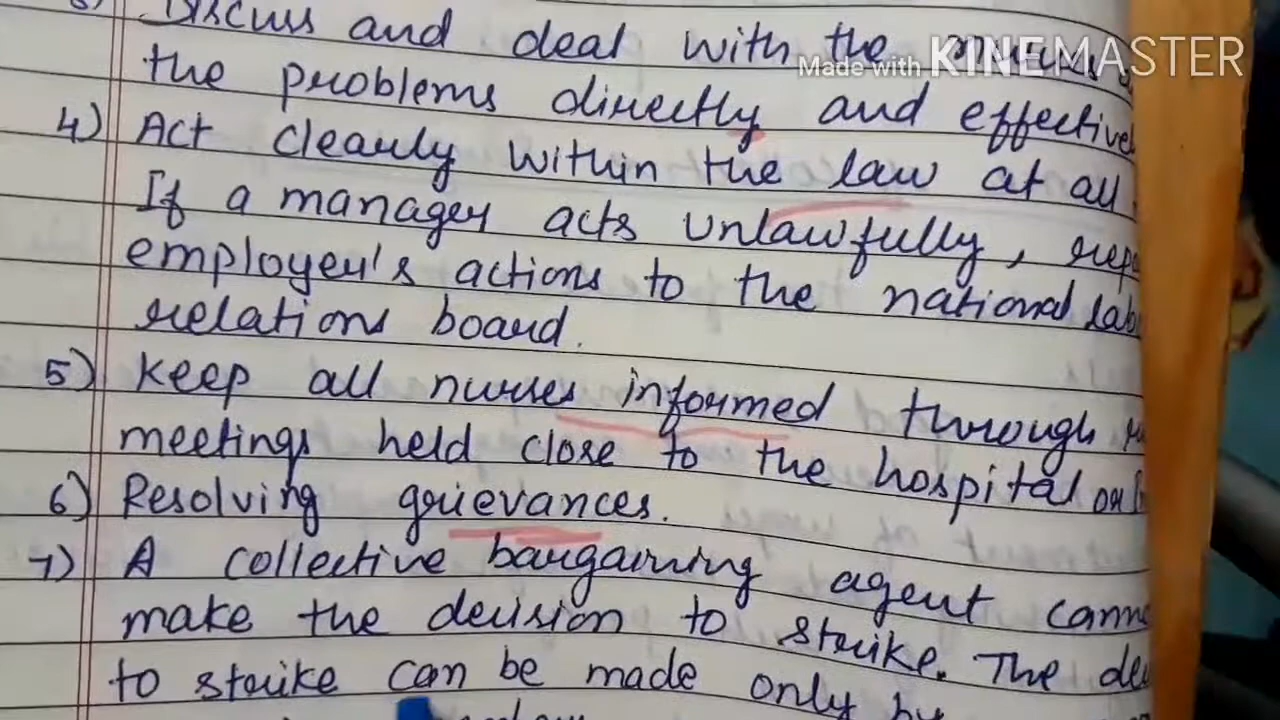 Discuss and deal with the
the problems directly and
4) Act clearly within the law at all
If a manager acts unlawfully,
employer's actions to the national
relations board.
5) Keep all nurses informed through
meetings held close to the hospital or
6) Resolving grievances.
7) A collective bargaining agent
make the decision to strike. The
to strike can be made only by
Made with KINEMASTER